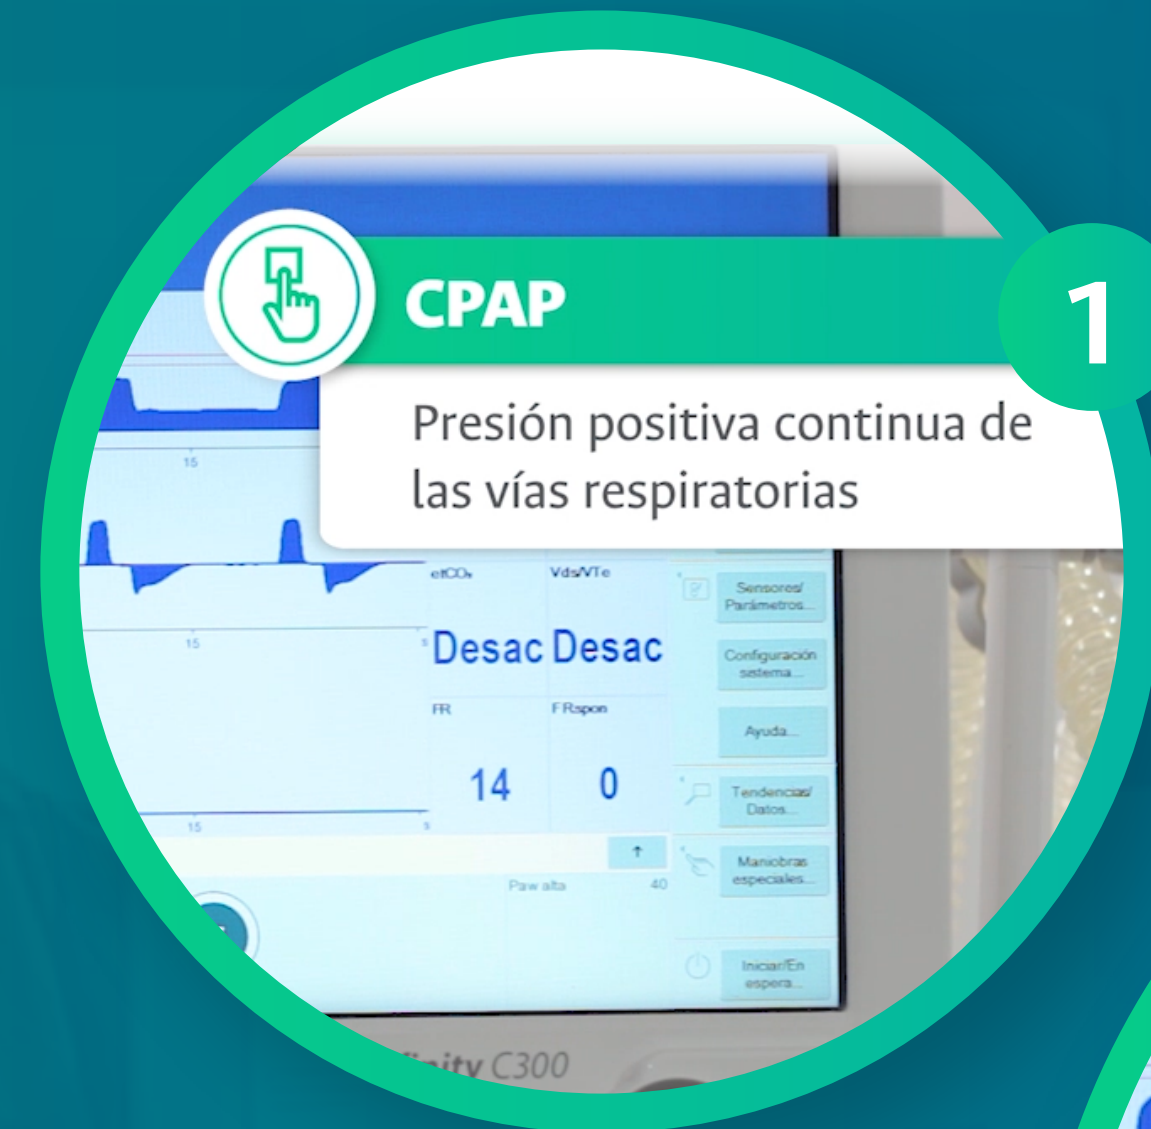 CPAP
1
Presión positiva continua de
las vías respiratorias
15
etCO₂ Vds/VTe
Sensores/
Parámetros...
15 s
Desac Desac
Configuración
sistema...
FR FRspon
Ayuda...
14 0
Tendencias/
Datos...
15 s
↑
Maniobras
especiales...
Paw alta 40
Iniciar/En
espera...
finity C300